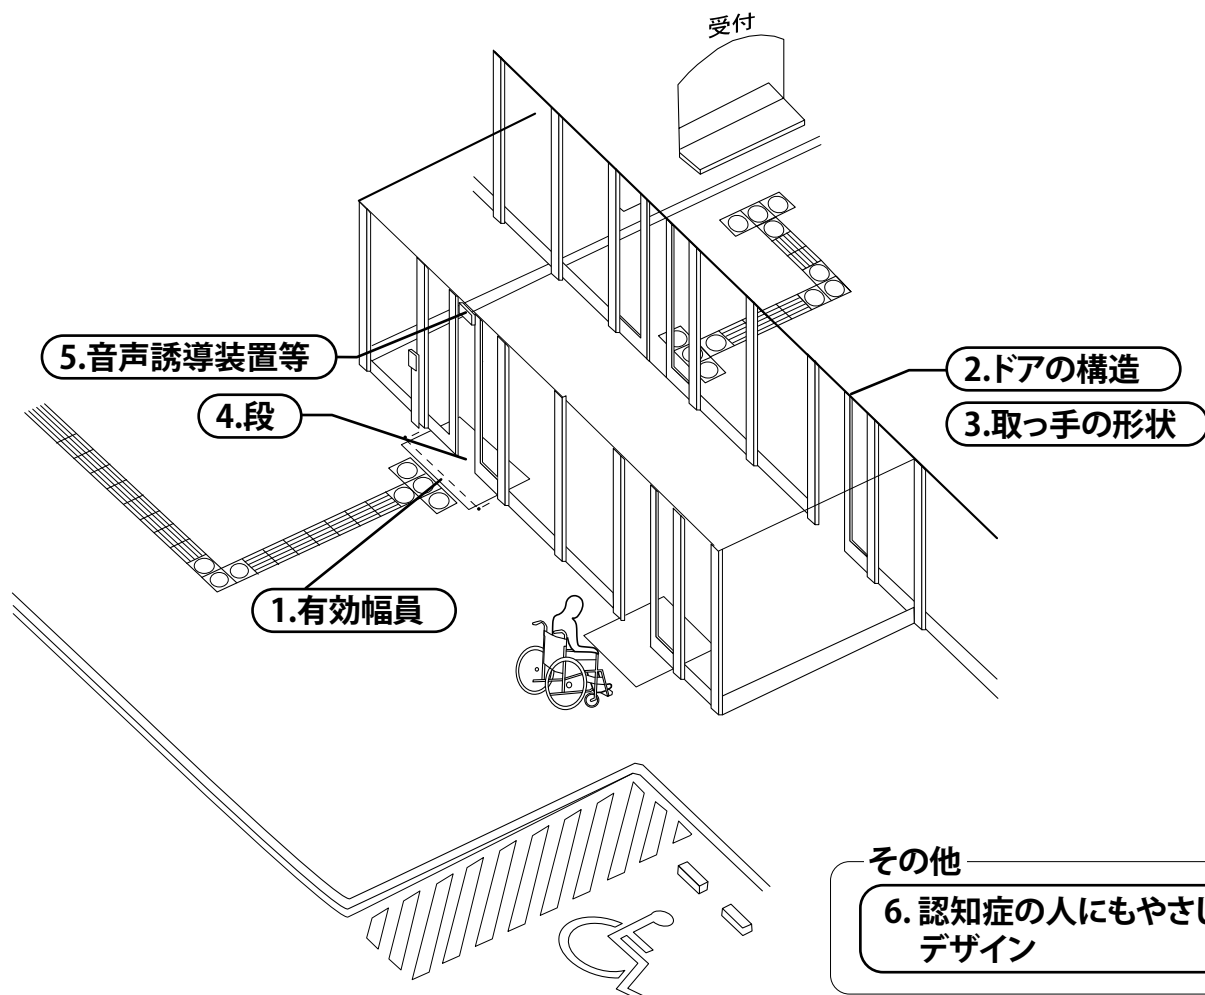 受付
5.音声誘導装置等
4.段
2.ドアの構造
3.取っ手の形状
1.有効幅員
その他
6. 認知症の人にもやさし
デザイン